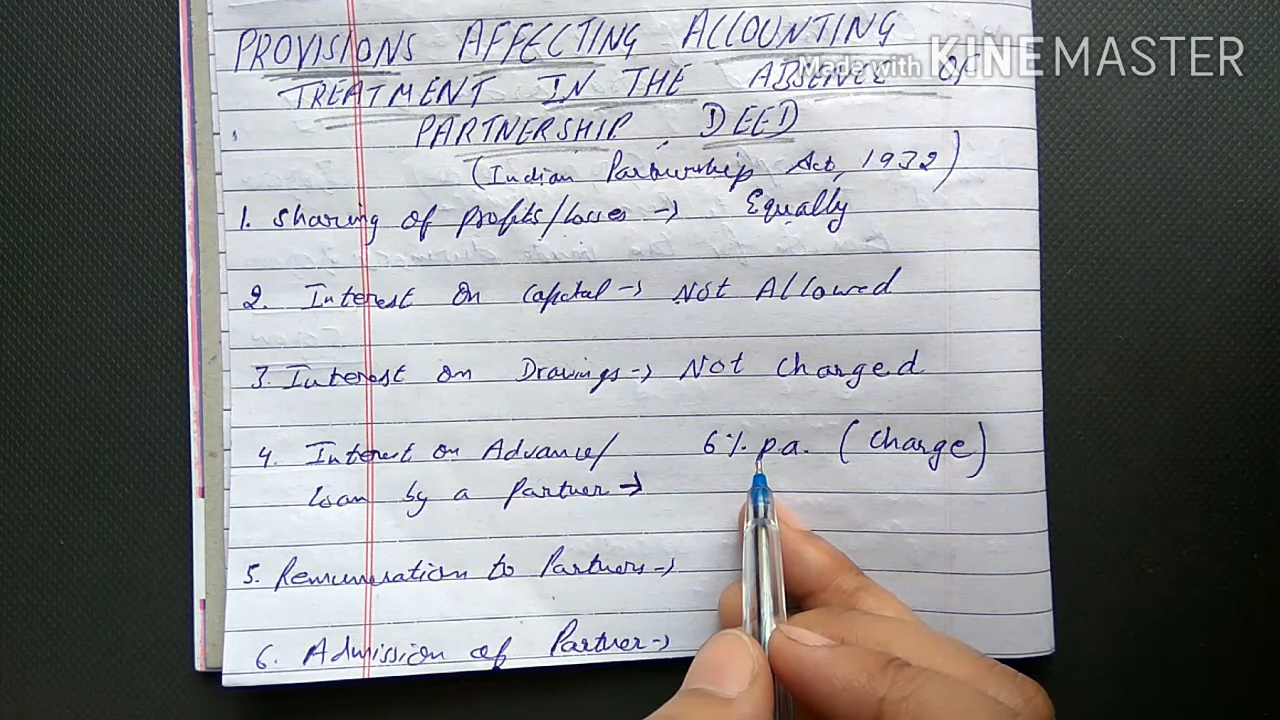 PROVISIONS AFFECTING ACCOUNTING
Made with KINEMASTER
TREATMENT IN THE ABSENCE OF
PARTNERSHIP DEED
(Indian Partnership Act, 1932)
1. Sharing of Profits/Losses → Equally
2. Interest on Capital → Not Allowed
3. Interest on Drawings → Not Charged
4. Interest on Advance/ 6% p.a. (Charge)
Loan by a Partner →
5. Remuneration to Partners →
6. Admission of Partner →